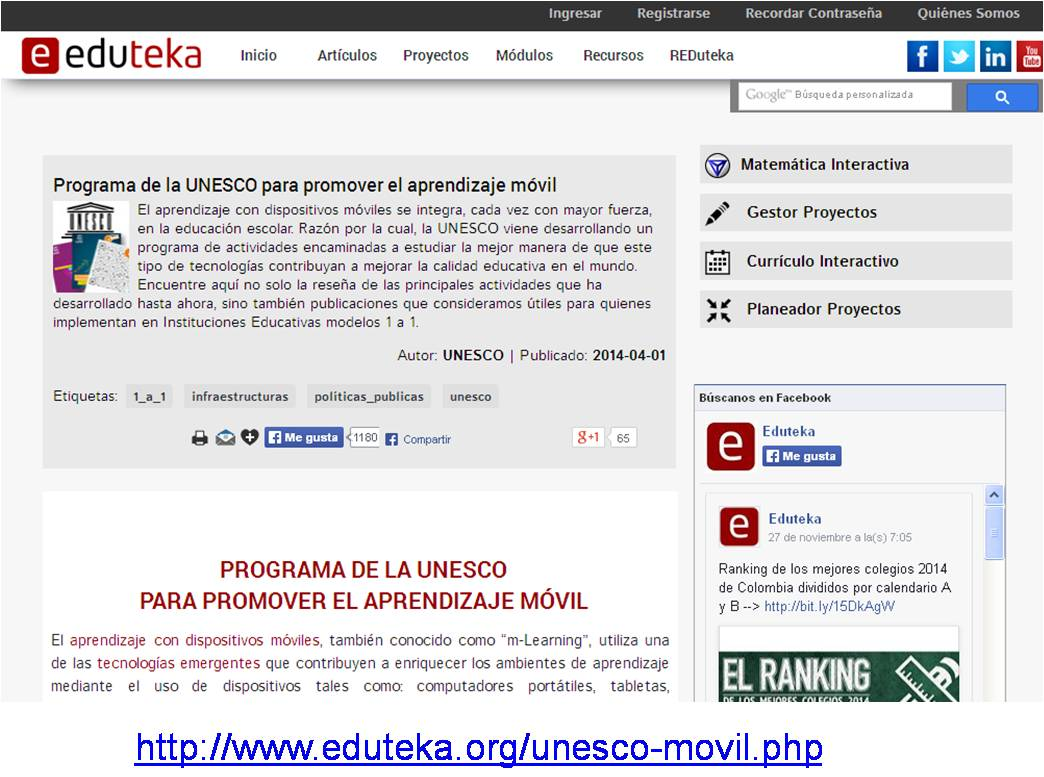 Ingresar Registrarse Recordar Contraseña Quiénes Somos
e eduteka Inicio Artículos Proyectos Módulos Recursos REDuteka
You Tube
Google™ Búsqueda personalizada
Programa de la UNESCO para promover el aprendizaje móvil
El aprendizaje con dispositivos móviles se integra, cada vez con mayor fuerza,
en la educación escolar. Razón por la cual, la UNESCO viene desarrollando un
programa de actividades encaminadas a estudiar la mejor manera de que este
tipo de tecnologías contribuyan a mejorar la calidad educativa en el mundo.
Encuentre aquí no solo la reseña de las principales actividades que ha
desarrollado hasta ahora, sino también publicaciones que consideramos útiles para quienes
implementan en Instituciones Educativas modelos 1 a 1.
Autor: UNESCO | Publicado: 2014-04-01
Etiquetas: 1_a_1 infraestructuras politicas_publicas unesco
Me gusta 1180 Compartir g+1 65
Matemática Interactiva
Gestor Proyectos
Currículo Interactivo
Planeador Proyectos
Búscanos en Facebook
e Eduteka
Me gusta
e Eduteka
27 de noviembre a la(s) 7:05
Ranking de los mejores colegios 2014
de Colombia divididos por calendario A
y B --> http://bit.ly/15DkAgW
EL RANKING
DE LOS MEJORES COLEGIOS 2014
PROGRAMA DE LA UNESCO
PARA PROMOVER EL APRENDIZAJE MÓVIL
El aprendizaje con dispositivos móviles, también conocido como “m-Learning”, utiliza una
de las tecnologías emergentes que contribuyen a enriquecer los ambientes de aprendizaje
mediante el uso de dispositivos tales como: computadores portátiles, tabletas,
http://www.eduteka.org/unesco-movil.php